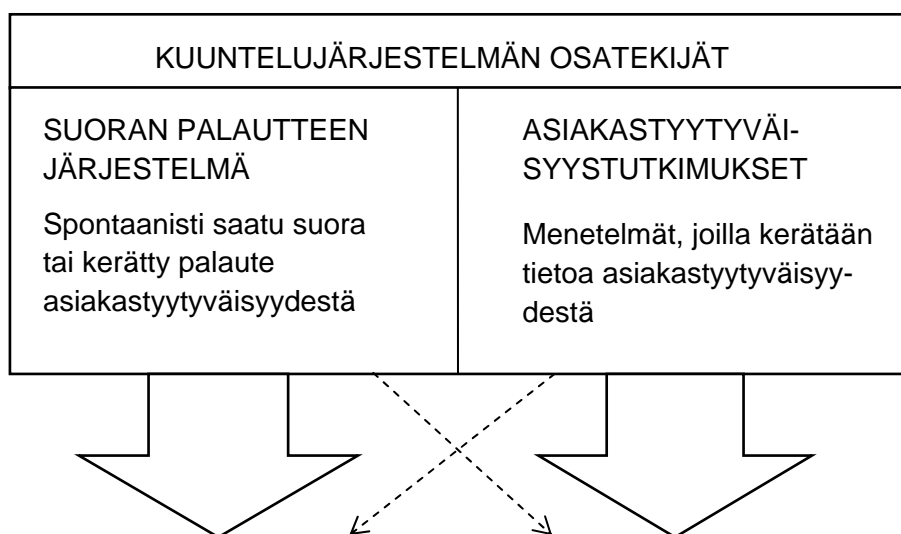 KUUNTELUJÄRJESTELMÄN OSATEKIJÄT
SUORAN PALAUTTEEN
JÄRJESTELMÄ
Spontaanisti saatu suora
tai kerätty palaute
asiakastyytyväisyydestä
ASIAKASTYYTYVÄI-
SYYSTUTKIMUKSET
Menetelmät, joilla kerätään
tietoa asiakastyytyväisyy-
destä